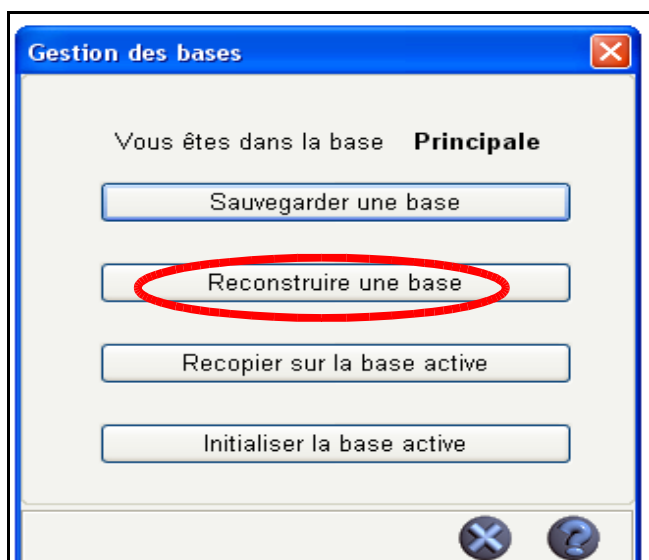 Gestion des bases
Vous êtes dans la base Principale
Sauvegarder une base
Reconstruire une base
Recopier sur la base active
Initialiser la base active